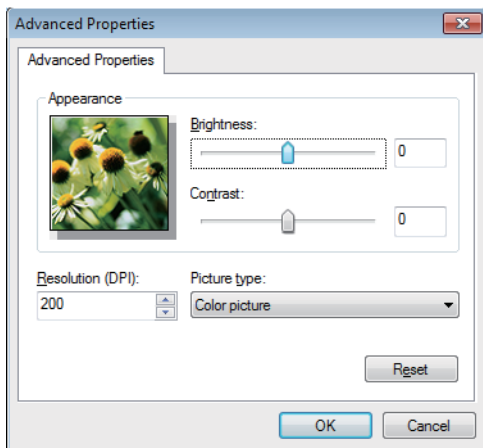 Advanced Properties
Advanced Properties
Appearance
Brightness:
0
Contrast:
0
Resolution (DPI):
Picture type:
200
Color picture
Reset
OK
Cancel